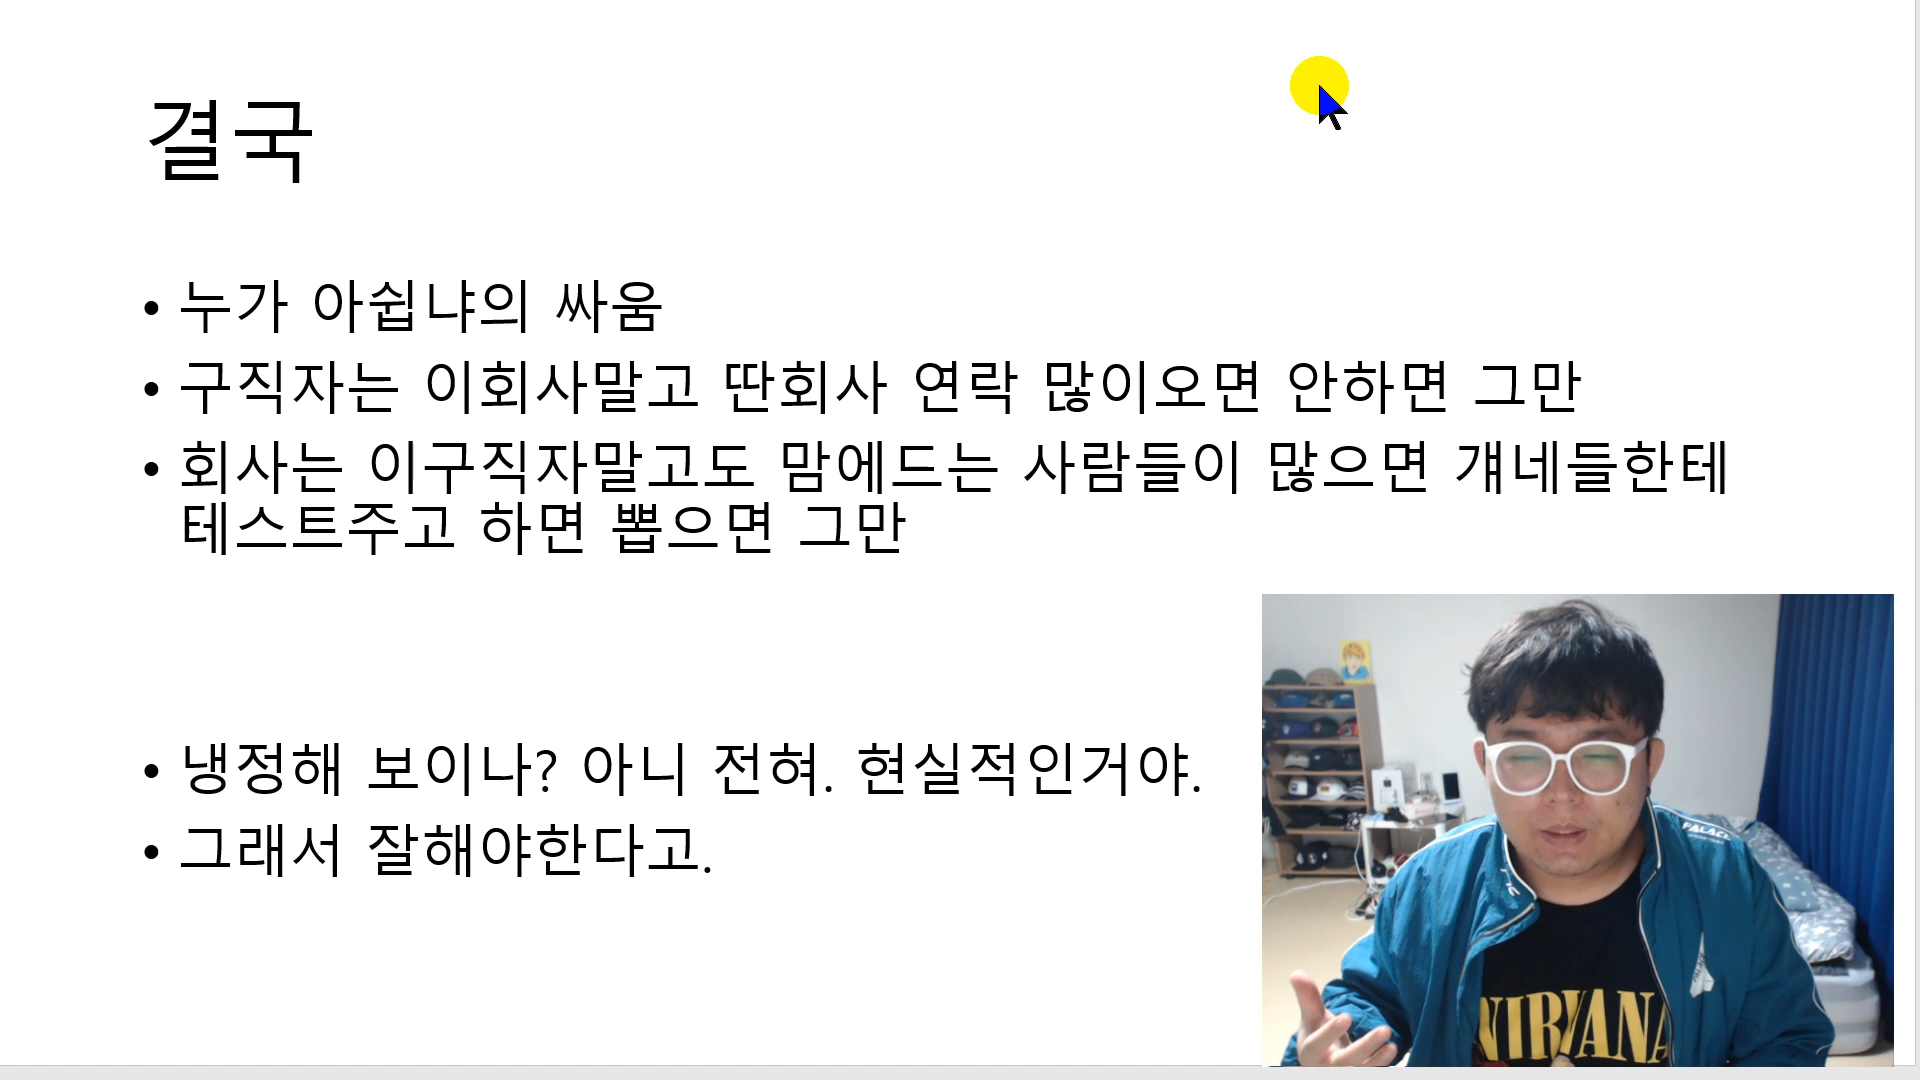 결국
• 누가 아쉽냐의 싸움
• 구직자는 이회사말고 딴회사 연락 많이오면 안하면 그만
• 회사는 이구직자말고도 맘에드는 사람들이 많으면 걔네들한테
테스트주고 하면 뽑으면 그만
• 냉정해 보이나? 아니 전혀. 현실적인거야.
• 그래서 잘해야한다고.
PALACE
NIRVANA